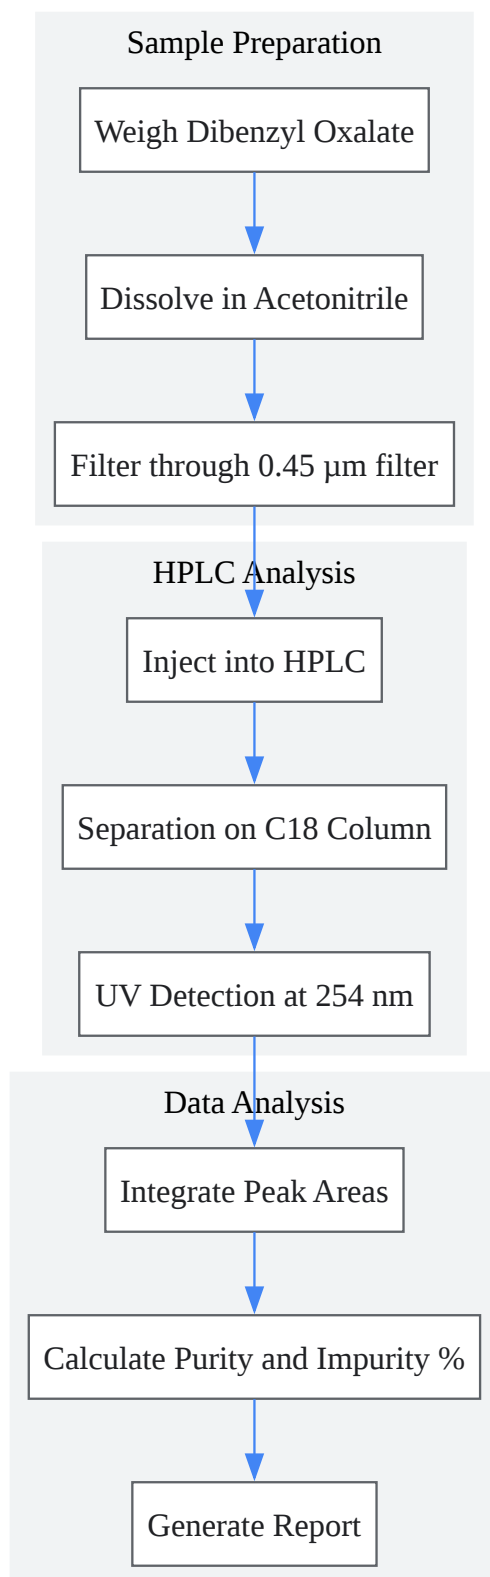 Sample Preparation
Weigh Dibenzyl Oxalate
Dissolve in Acetonitrile
Filter through 0.45 µm filter
HPLC Analysis
Inject into HPLC
Separation on C18 Column
UV Detection at 254 nm
Data Analysis
Integrate Peak Areas
Calculate Purity and Impurity %
Generate Report